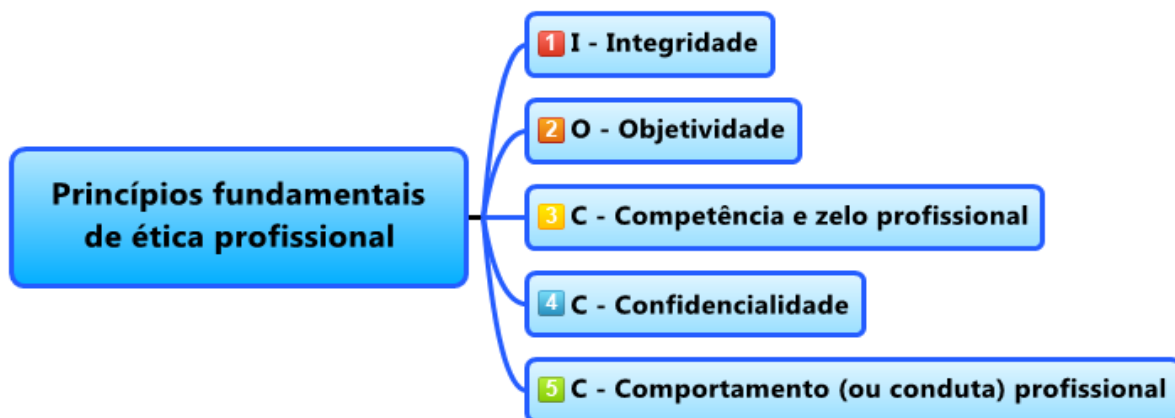 Princípios fundamentais
de ética profissional
1 I - Integridade
2 O - Objetividade
3 C - Competência e zelo profissional
4 C - Confidencialidade
5 C - Comportamento (ou conduta) profissional